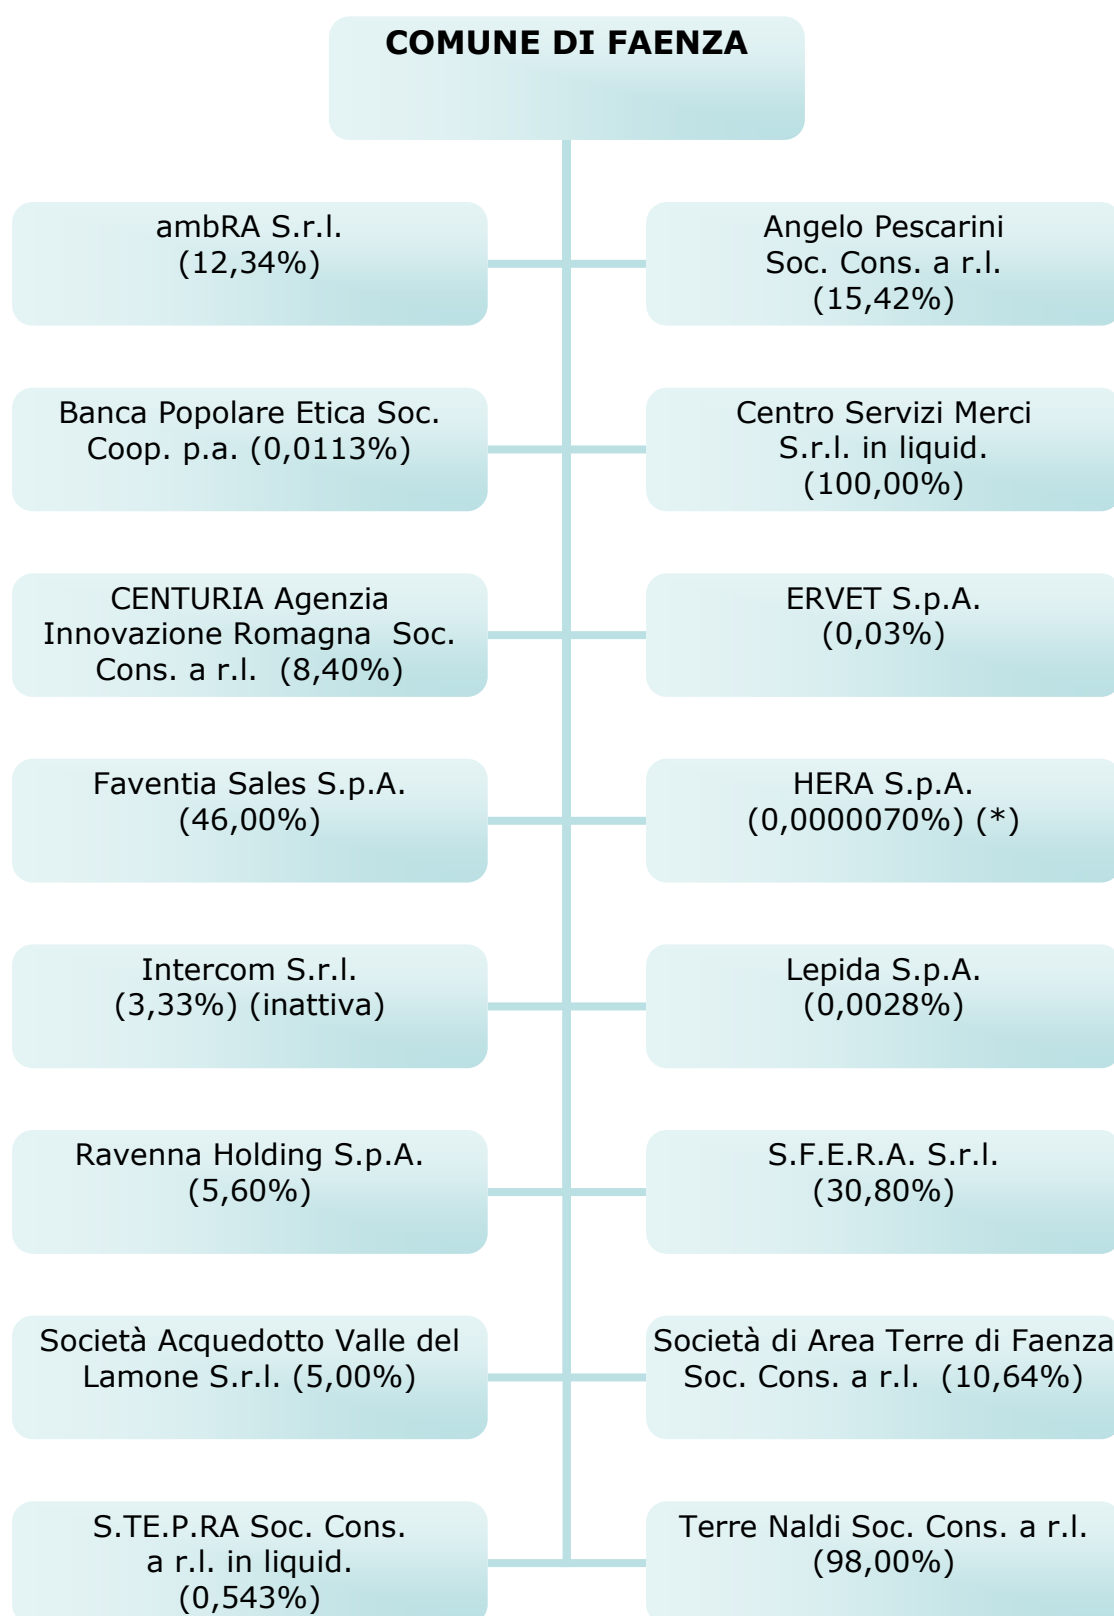 COMUNE DI FAENZA
ambRA S.r.l.
(12,34%)
Angelo Pescarini
Soc. Cons. a r.l.
(15,42%)
Banca Popolare Etica Soc.
Coop. p.a. (0,0113%)
Centro Servizi Merci
S.r.l. in liquid.
(100,00%)
CENTURIA Agenzia
Innovazione Romagna  Soc.
Cons. a r.l.  (8,40%)
ERVET S.p.A.
(0,03%)
Faventia Sales S.p.A.
(46,00%)
HERA S.p.A.
(0,0000070%) (*)
Intercom S.r.l.
(3,33%) (inattiva)
Lepida S.p.A.
(0,0028%)
Ravenna Holding S.p.A.
(5,60%)
S.F.E.R.A. S.r.l.
(30,80%)
Società Acquedotto Valle del
Lamone S.r.l. (5,00%)
Società di Area Terre di Faenza
Soc. Cons. a r.l.  (10,64%)
S.TE.P.RA Soc. Cons.
a r.l. in liquid.
(0,543%)
Terre Naldi Soc. Cons. a r.l.
(98,00%)